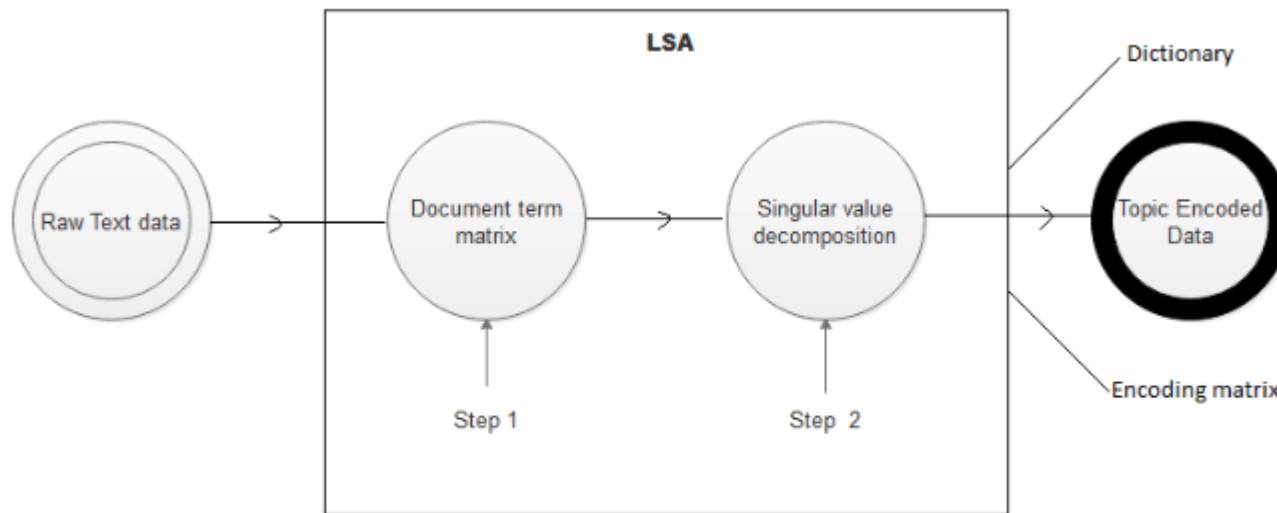 LSA
Dictionary
Raw Text data
Document term
matrix
Singular value
decomposition
Topic Encoded
Data
Encoding matrix
Step 1
Step 2